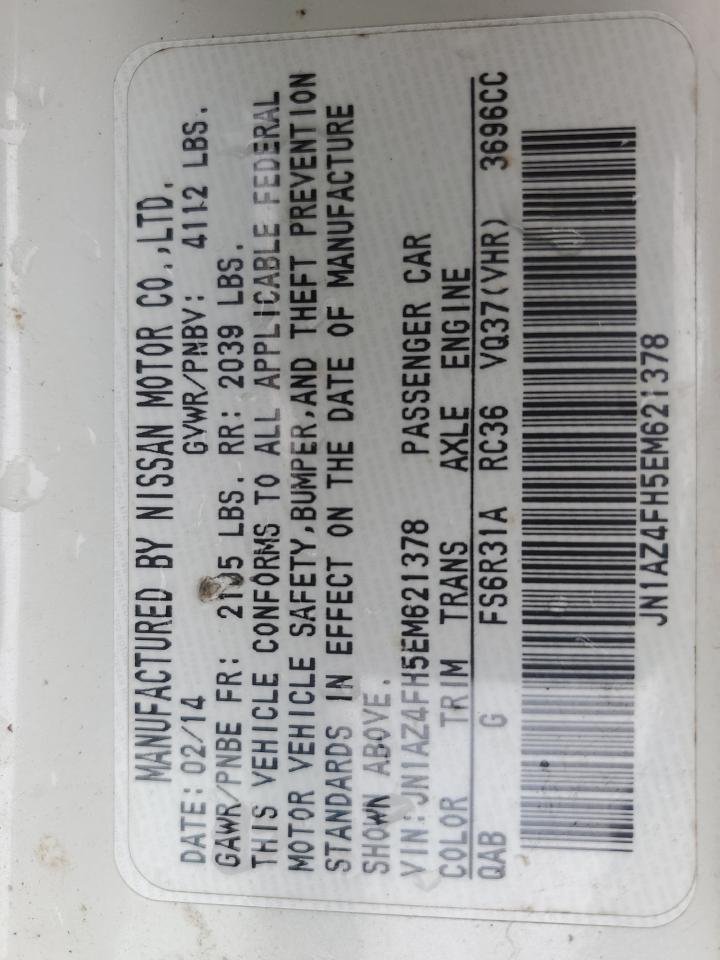 MANUFACTURED BY NISSAN MOTOR CO.,LTD.
DATE: 02/14 GVWR/PNBV: 4112 LBS.
GAWR/PNBE FR: LBS. RR: 2039 LBS.
THIS VEHICLE CONFORMS TO ALL APPLICABLE FEDERAL
MOTOR VEHICLE SAFETY,BUMPER,AND THEFT PREVENTION
STANDARDS IN EFFECT ON THE DATE OF MANUFACTURE
SHOWN ABOVE.
VIN:JN1AZ4FH5EM621378 PASSENGER CAR
COLOR TRIM TRANS AXLE ENGINE
QAB G FS6R31A RC36 VQ37(VHR) 3696CC
JN1AZ4FH5EM621378